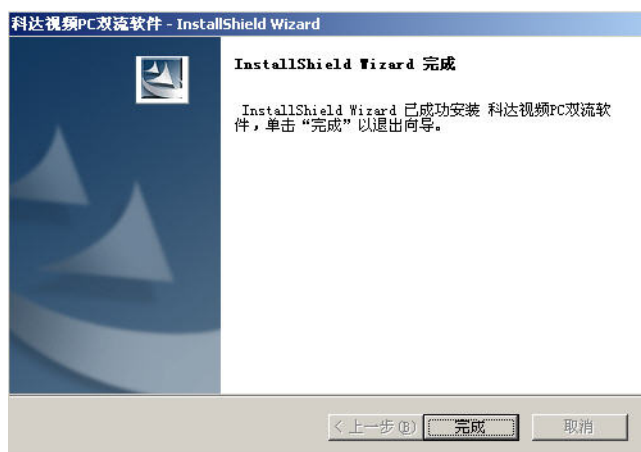 科达视频PC双流软件 - InstallShield Wizard
InstallShield Wizard 完成
InstallShield Wizard 已成功安装 科达视频PC双流软
件，单击“完成”以退出向导。
< 上一步(B)
完成
取消